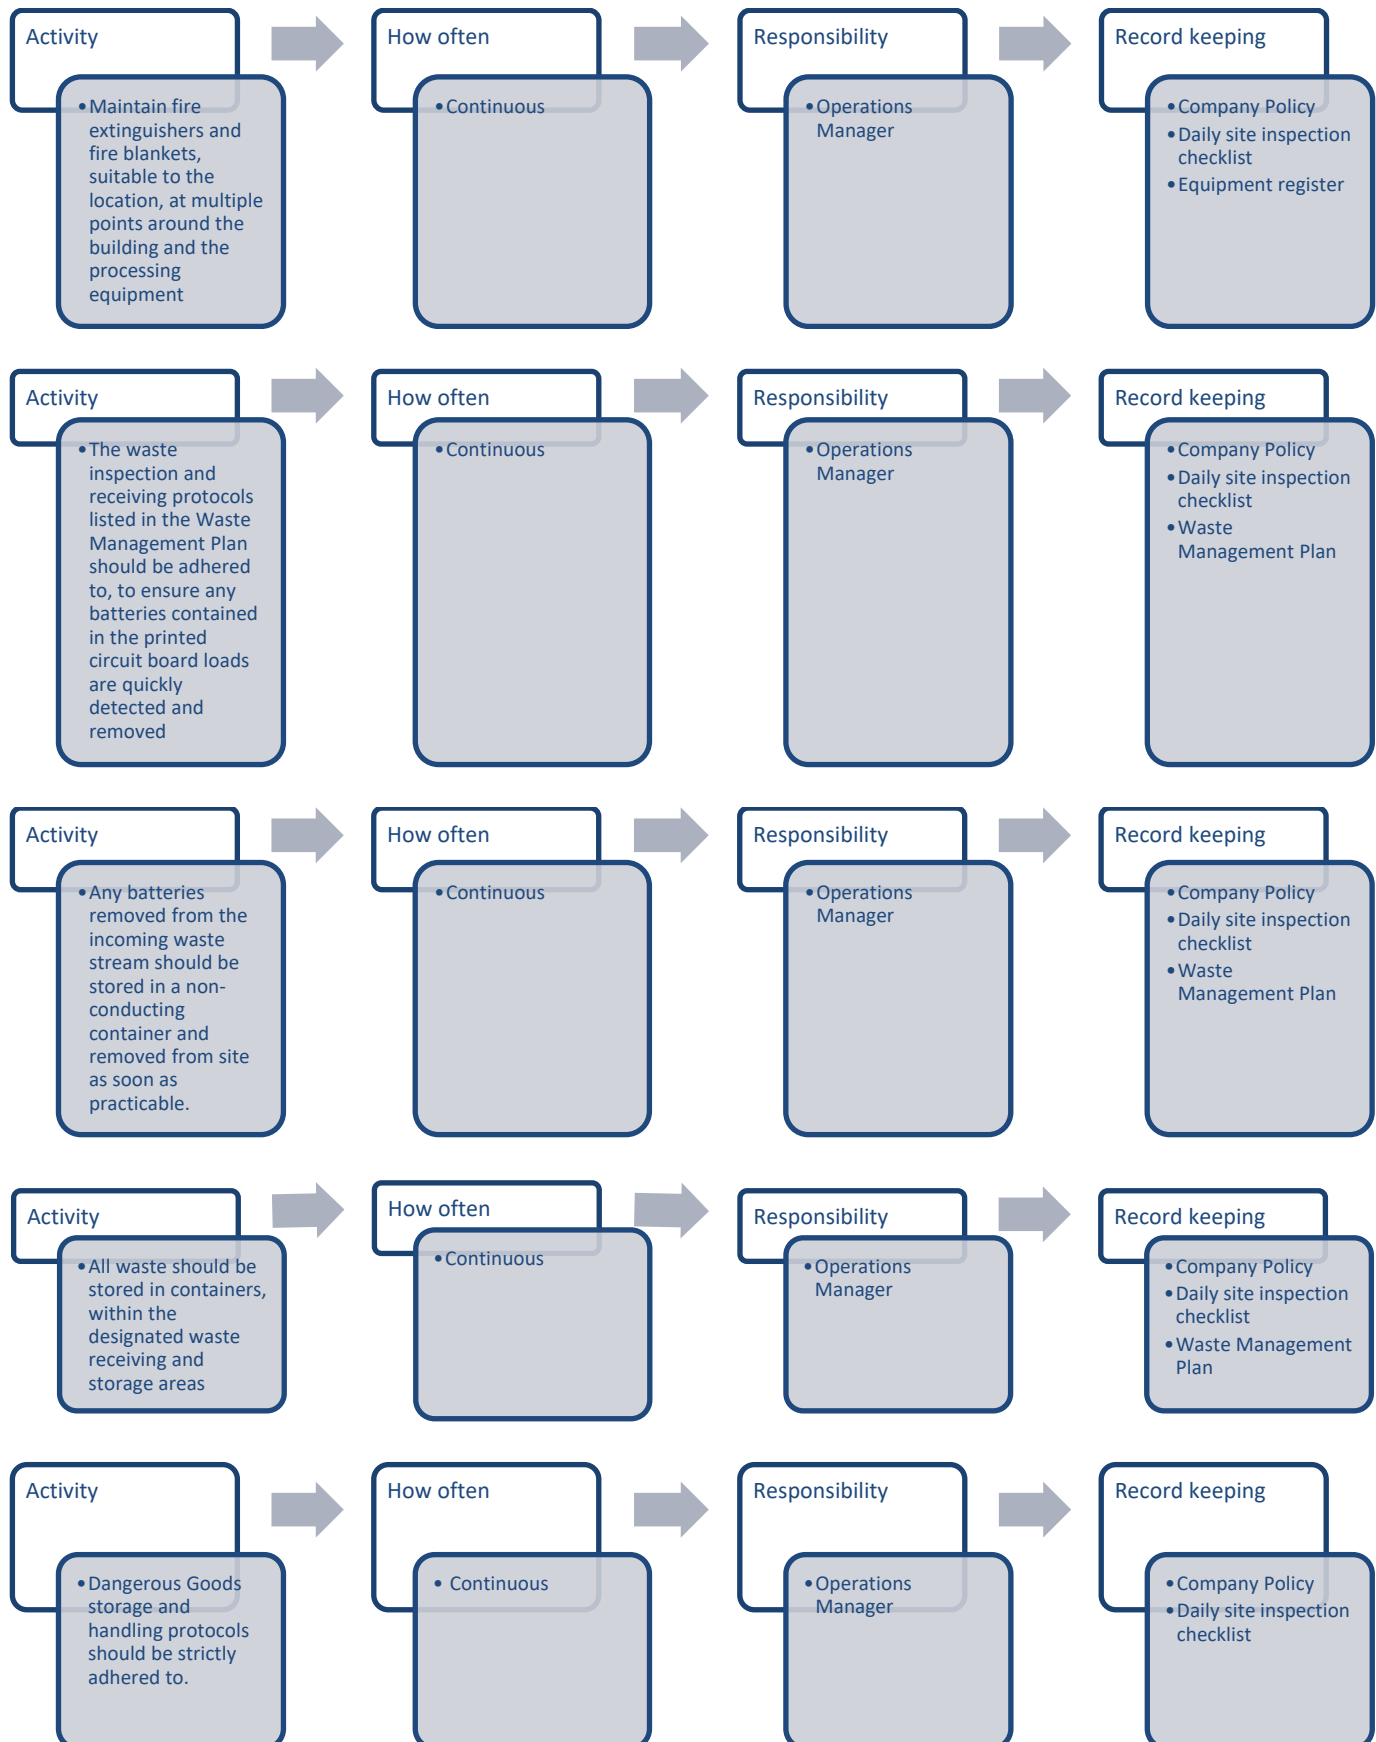 Activity
How often
Responsibility
Record keeping
•Maintain fire
extinguishers and
fire blankets,
suitable to the
location, at multiple
points around the
building and the
processing
equipment
•Continuous
•Operations
Manager
•Company Policy
•Daily site inspection
checklist
•Equipment register
Activity
How often
Responsibility
Record keeping
•The waste
inspection and
receiving protocols
listed in the Waste
Management Plan
should be adhered
to, to ensure any
batteries contained
in the printed
circuit board loads
are quickly
detected and
removed
•Continuous
•Operations
Manager
•Company Policy
•Daily site inspection
checklist
•Waste
Management Plan
Activity
How often
Responsibility
Record keeping
•Any batteries
removed from the
incoming waste
stream should be
stored in a non-
conducting
container and
removed from site
as soon as
practicable.
•Continuous
•Operations
Manager
•Company Policy
•Daily site inspection
checklist
•Waste
Management Plan
Activity
How often
Responsibility
Record keeping
•All waste should be
stored in containers,
within the
designated waste
receiving and
storage areas
•Continuous
•Operations
Manager
•Company Policy
•Daily site inspection
checklist
•Waste Management
Plan
Activity
How often
Responsibility
Record keeping
•Dangerous Goods
storage and
handling protocols
should be strictly
adhered to.
• Continuous
•Operations
Manager
•Company Policy
•Daily site inspection
checklist